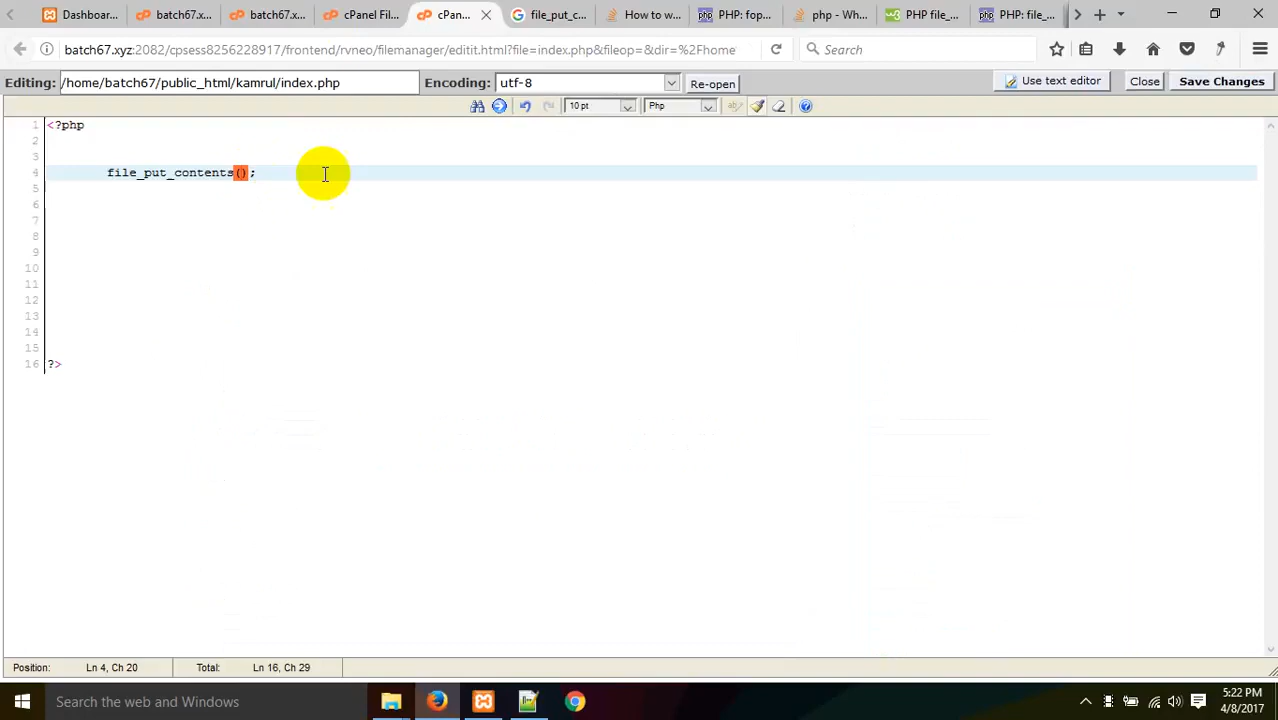 Dashboar...
batch67.x...
batch67.x...
cPanel Fil...
cPan...
file_put_c...
How to w...
PHP: fop...
php - Wh...
PHP file_...
PHP: file_...
batch67.xyz:2082/cpsess8256228917/frontend/rvneo/filemanager/editit.html?file=index.php&fileop=&dir=%2Fhome
Search
Editing: /home/batch67/public_html/kamrul/index.php Encoding: utf-8 Re-open Use text editor Close Save Changes
10 pt Php
1 <?php
2
3
4 file_put_contents();
5
6
7
8
9
10
11
12
13
14
15
16 ?>
Position: Ln 4, Ch 20 Total: Ln 16, Ch 29
Search the web and Windows
5:22 PM
4/8/2017